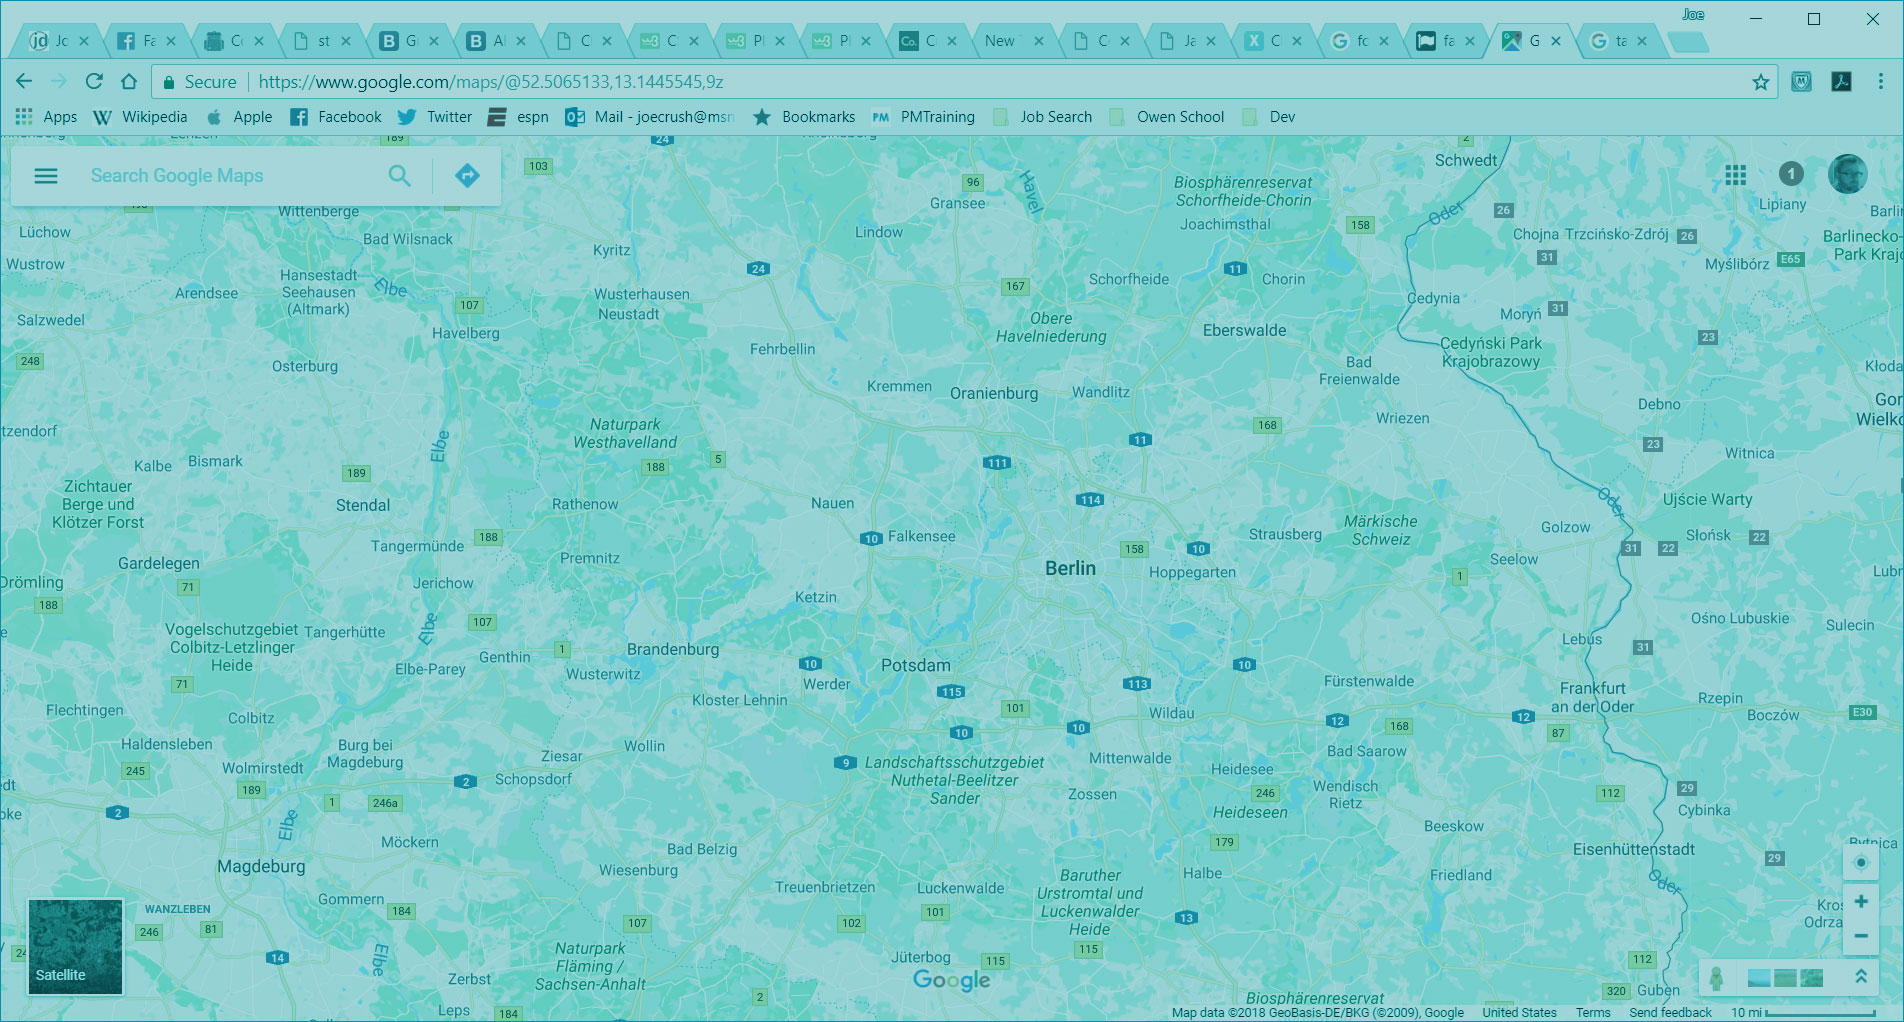 Joe
Jc
Fa
Co
st
G
Al
C
PI
New
Ja
fc
fa
G
ta
Secure
https://www.google.com/maps/@52.5065133,13.1445545,9z
Apps
Wikipedia
Apple
Facebook
Twitter
espn
Mail - joecrush@msn
Bookmarks
PMTraining
Job Search
Owen School
Dev
Search Google Maps
1
189
24
103
96
Gransee
Havel
Biosphärenreservat
Schorfheide-Chorin
Joachimsthal
158
2
Schwedt
Oder
26
Lipiany
Chojna
Trzcińsko-Zdrój
26
Barlinecko-
Myślibórz
E65
31
Lüchow
Wustrow
Wittenberge
Bad Wilsnack
Hansestadt
Seehausen
(Altmark)
Elbe
Arendsee
Salzwedel
107
Havelberg
Kyritz
Lindow
24
Wusterhausen
Neustadt
167
Schorfheide
11
Chorin
Cedynia
Moryń
31
23
Obere
Havelniederung
Eberswalde
Cedyński Park
Krajobrazowy
248
Osterburg
Fehrbellin
Kremmen
Oranienburg
Wandlitz
Bad
Freienwalde
Wriezen
Debno
23
Witnica
Naturpark
Westhavelland
188
5
11
168
111
114
Elbe
Kalbe
Bismark
189
Zichtauer
Berge und
Klötzer Forst
Stendal
Rathenow
Nauen
10
Falkensee
Strausberg
Märkische
Schweiz
Oder
Ujście Warty
Golzow
Słońsk
22
22
31
Seelow
Tangermünde
188
Premnitz
Gardelegen
Drömling
188
71
Jerichow
Berlin
158
10
Hoppegarten
1
Ketzin
Elbe
107
Vogelschutzgebiet
Colbitz-Letzlinger
Heide
Tangerhütte
Elbe-Parey
Genthin
1
Wusterwitz
Brandenburg
10
Werder
Potsdam
115
113
10
Lebus
31
Ośno Lubuskie
Sulecin
71
Flechtingen
Colbitz
Kloster Lehnin
101
10
10
Wildau
Fürstenwalde
12
168
12
Frankfurt
an der Oder
87
Rzepin
Boczów
E30
Haldensleben
245
Wolmirstedt
189
Burg bei
Magdeburg
1
246a
2
2
Ziesar
Schopsdorf
Wollin
9
Landschaftsschutzgebiet
Nuthetal-Beelitzer
Sander
Mittenwalde
Zossen
Heidesee
246
Heideseen
Bad Saarow
Wendisch
Rietz
112
29
Cybinka
Elbe
Möckern
Magdeburg
Bad Belzig
Wiesenburg
Treuenbrietzen
Luckenwalde
101
102
179
Halbe
Baruther
Urstromtal und
Luckenwalder
Heide
115
13
Beeskow
Friedland
Eisenhüttenstadt
Oder
29
WANZLEBEN
246
81
14
Gommern
184
Elbe
107
Naturpark
Fläming /
Sachsen-Anhalt
Zerbst
Leps
184
2
Jüterbog
115
Biosphärenreservat
112
320
Guben
Satellite
Google
Map data ©2018 GeoBasis-DE/BKG (©2009), Google
United States
Terms
Send feedback
10 mi